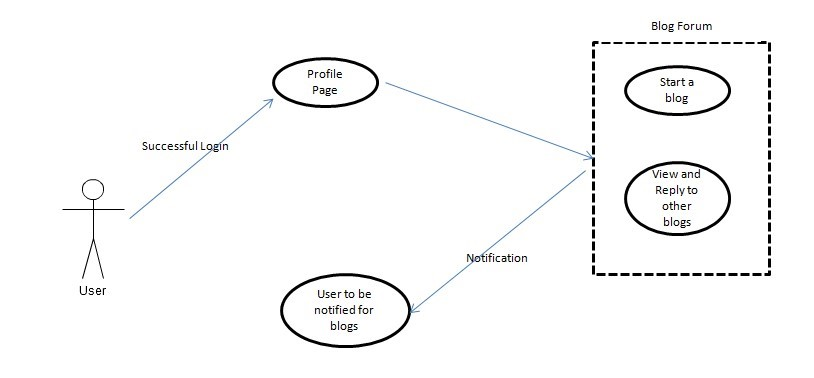 Blog Forum
Profile
Page
Start a
blog
Successful Login
View and
Reply to
other
blogs
Notification
User
User to be
notified for
blogs